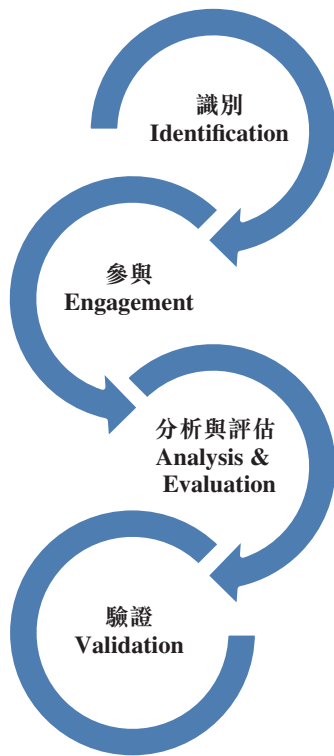 識別
Identification
參與
Engagement
分析與評估
Analysis &
Evaluation
驗證
Validation